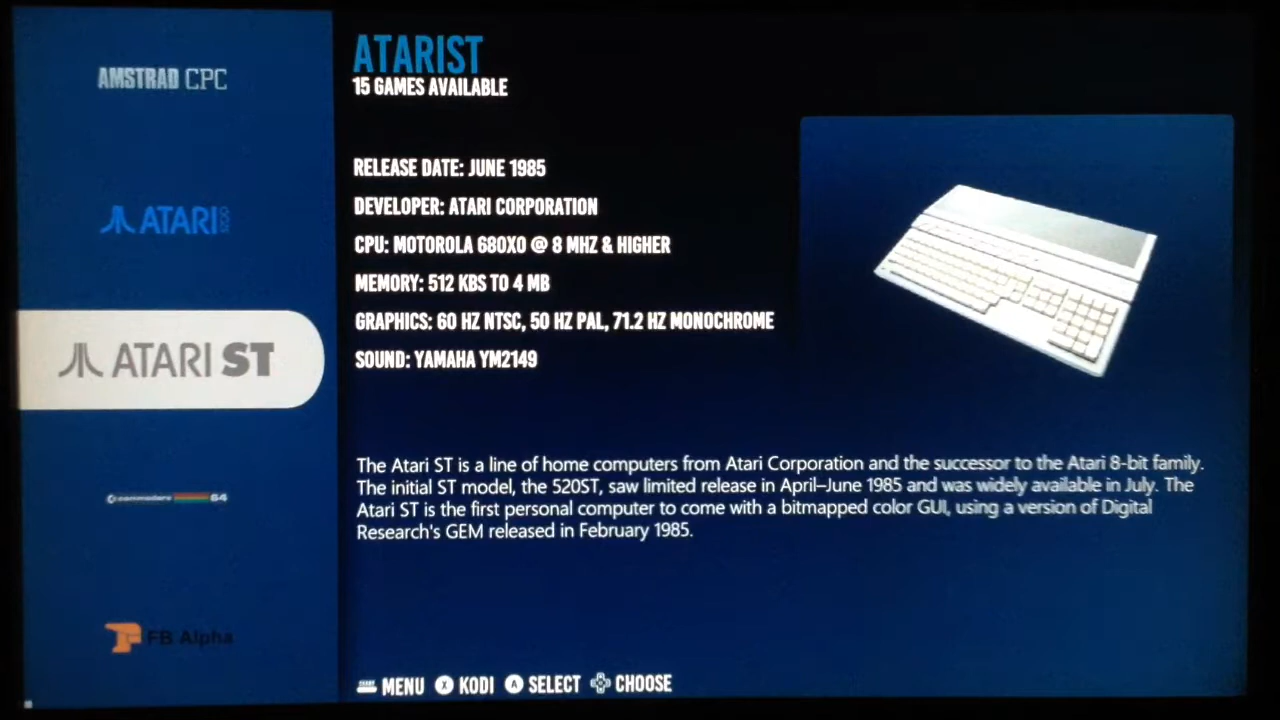 AMSTRAD CPC
ATARI
ATARI ST
commodore 64
FB Alpha
ATARIST
15 GAMES AVAILABLE
RELEASE DATE: JUNE 1985
DEVELOPER: ATARI CORPORATION
CPU: MOTOROLA 680X0 @ 8 MHZ & HIGHER
MEMORY: 512 KBS TO 4 MB
GRAPHICS: 60 HZ NTSC, 50 HZ PAL, 71.2 HZ MONOCHROME
SOUND: YAMAHA YM2149
The Atari ST is a line of home computers from Atari Corporation and the successor to the Atari 8-bit family.
The initial ST model, the 520ST, saw limited release in April–June 1985 and was widely available in July. The
Atari ST is the first personal computer to come with a bitmapped color GUI, using a version of Digital
Research's GEM released in February 1985.
MENU X KODI A SELECT CHOOSE